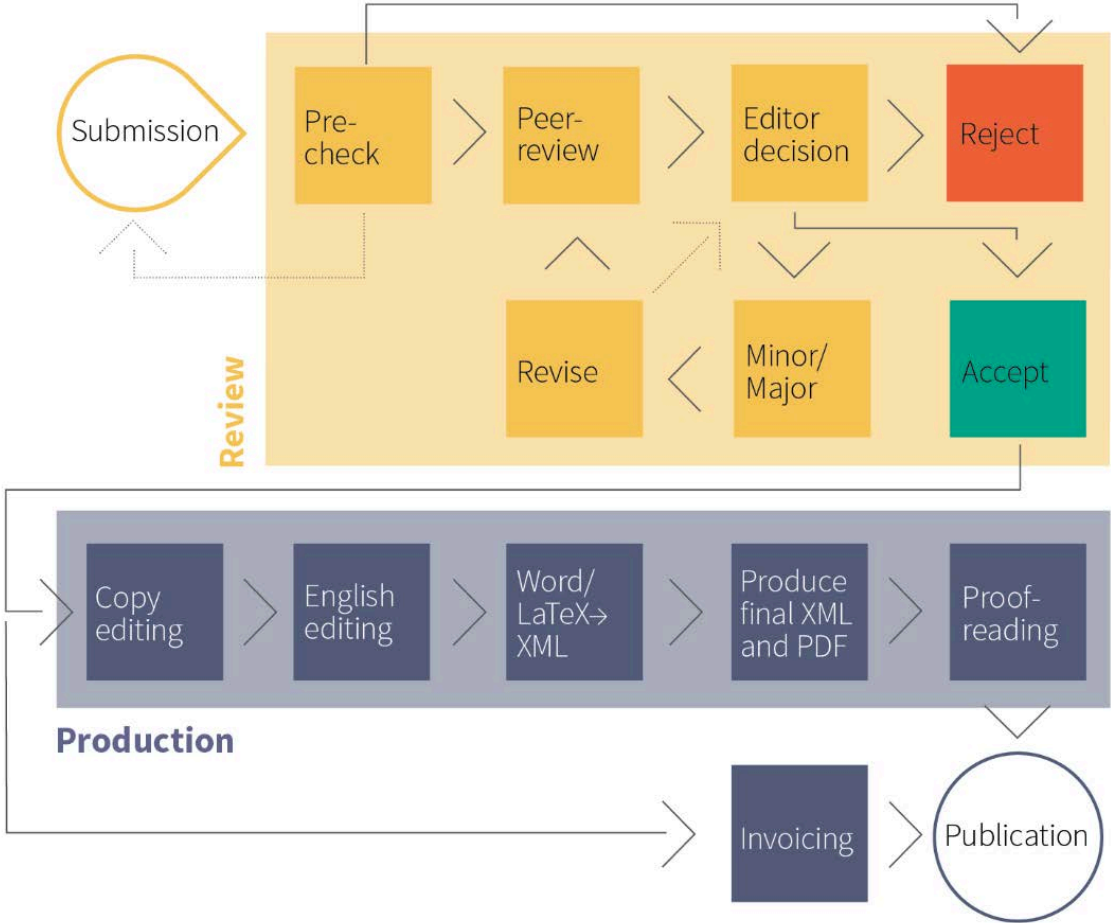 Submission
Pre-
check
Peer-
review
Editor
decision
Reject
Revise
Minor/
Major
Accept
Review
Copy
editing
English
editing
Word/
LaTeX→
XML
Produce
final XML
and PDF
Proof-
reading
Production
Invoicing
Publication